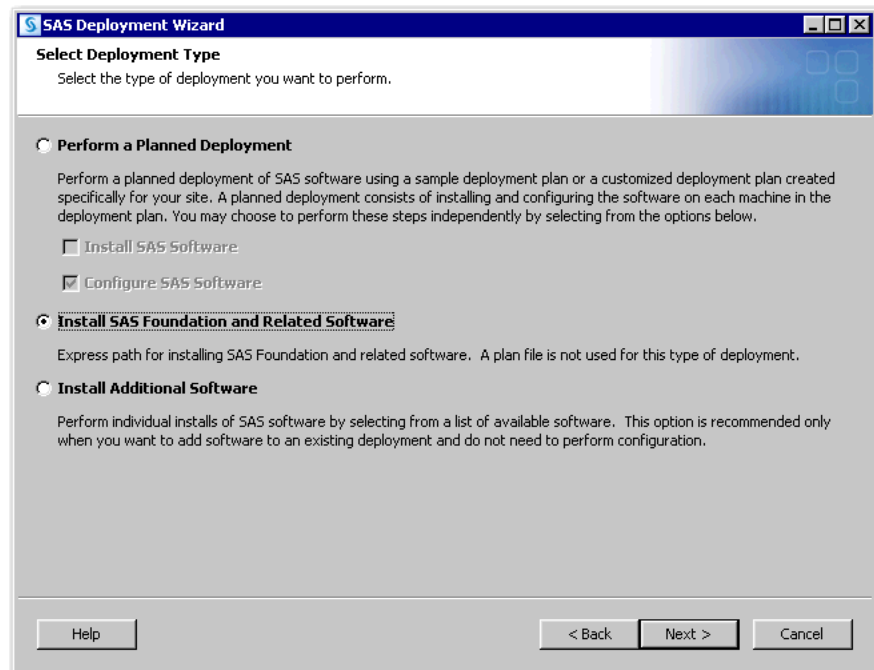 SAS Deployment Wizard
Select Deployment Type
Select the type of deployment you want to perform.
Perform a Planned Deployment
Perform a planned deployment of SAS software using a sample deployment plan or a customized deployment plan created
specifically for your site. A planned deployment consists of installing and configuring the software on each machine in the
deployment plan. You may choose to perform these steps independently by selecting from the options below.
Install SAS Software
Configure SAS Software
Install SAS Foundation and Related Software
Express path for installing SAS Foundation and related software. A plan file is not used for this type of deployment.
Install Additional Software
Perform individual installs of SAS software by selecting from a list of available software. This option is recommended only
when you want to add software to an existing deployment and do not need to perform configuration.
Help
< Back
Next >
Cancel